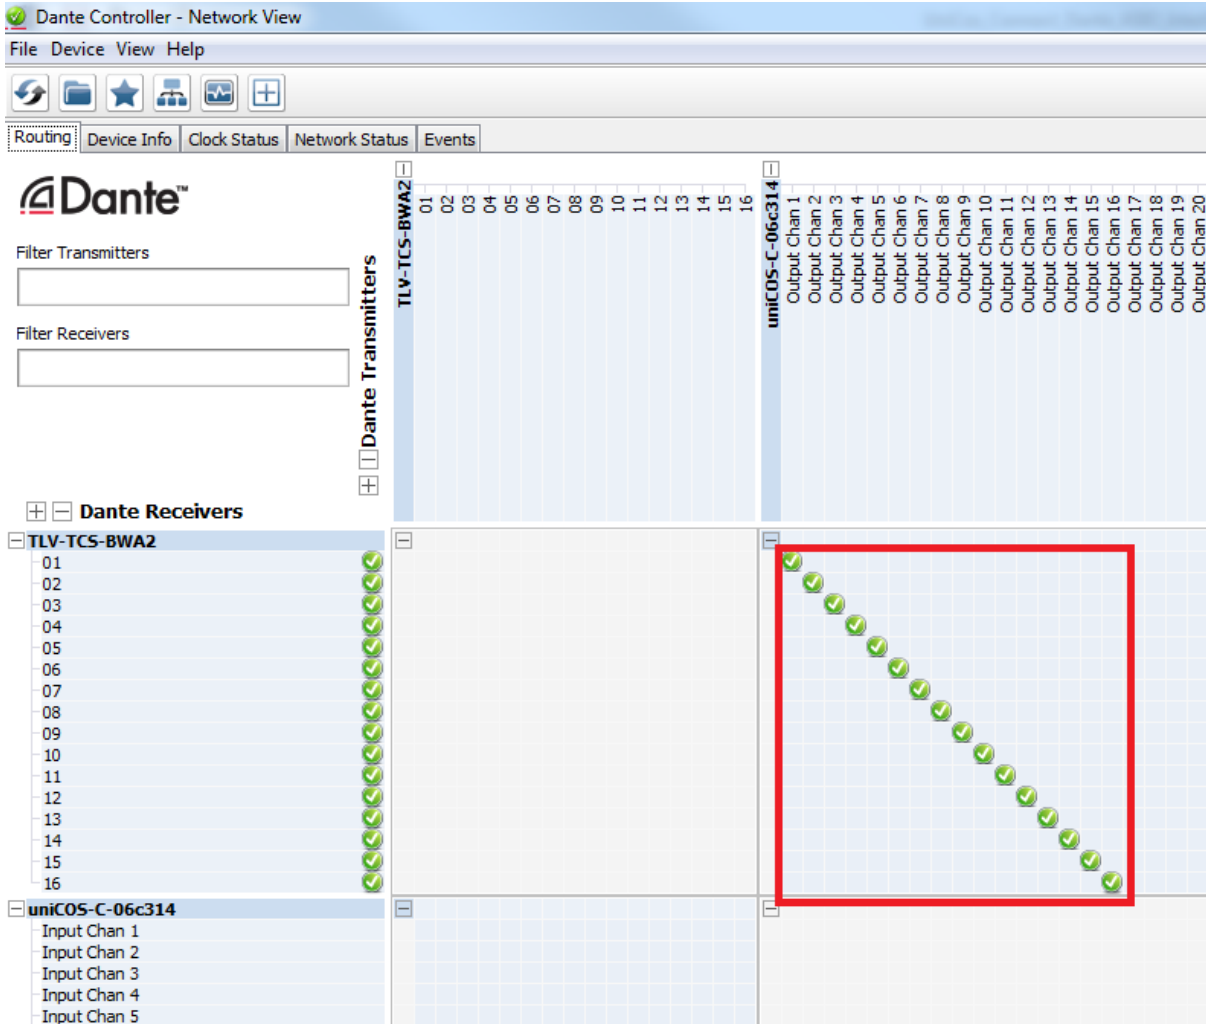 Dante Controller - Network View
File Device View Help
Routing Device Info Clock Status Network Status Events
Dante™
Filter Transmitters
Filter Receivers
Dante Transmitters
TLV-TCS-BWA2
01
02
03
04
05
06
07
08
09
10
11
12
13
14
15
16
uniCOS-C-06c314
Output Chan 1
Output Chan 2
Output Chan 3
Output Chan 4
Output Chan 5
Output Chan 6
Output Chan 7
Output Chan 8
Output Chan 9
Output Chan 10
Output Chan 11
Output Chan 12
Output Chan 13
Output Chan 14
Output Chan 15
Output Chan 16
Output Chan 17
Output Chan 18
Output Chan 19
Output Chan 20
Dante Receivers
TLV-TCS-BWA2
01
02
03
04
05
06
07
08
09
10
11
12
13
14
15
16
uniCOS-C-06c314
Input Chan 1
Input Chan 2
Input Chan 3
Input Chan 4
Input Chan 5